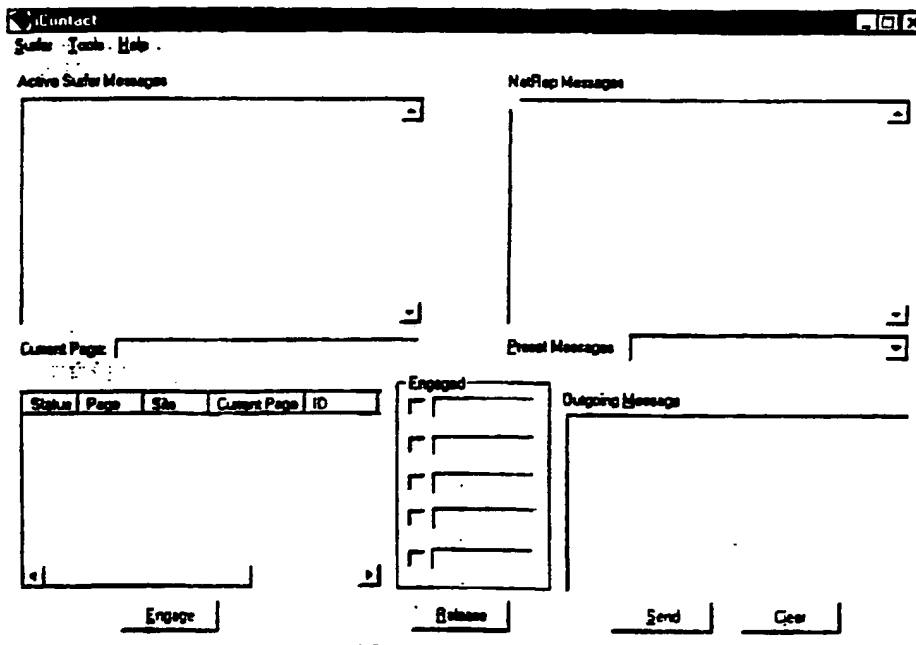 iContact
Surfer Tools Help
Active Surfer Messages
NetRep Messages
Current Page:
Preset Messages
Status Page Site Current Page ID
Engaged
Outgoing Message
Engage
Release
Send
Clear